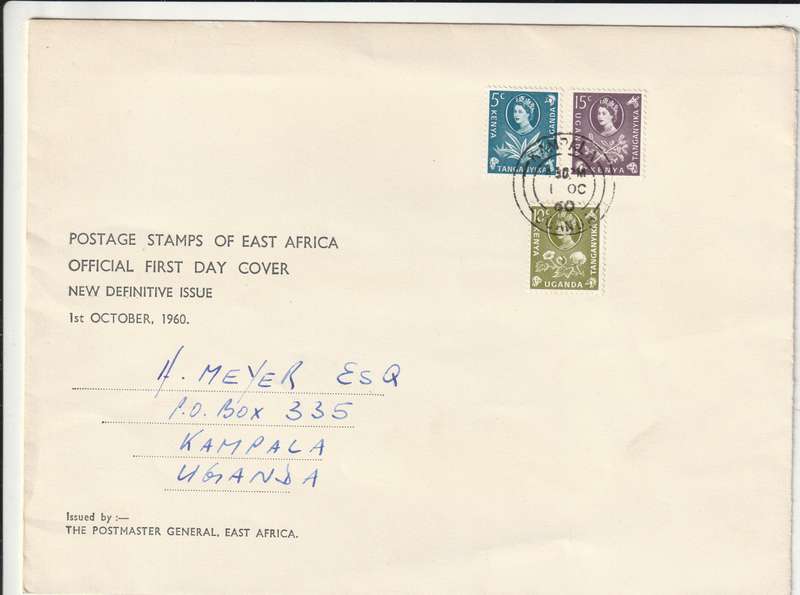 5c
KENYA
UGANDA
TANGANYIKA
15c
UGANDA
TANGANYIKA
KENYA
KAMPALA
1 OC
60
10c
KENYA
TANGANYIKA
UGANDA
POSTAGE STAMPS OF EAST AFRICA
OFFICIAL FIRST DAY COVER
NEW DEFINITIVE ISSUE
1st OCTOBER, 1960.
H. MEYER ESQ
P.O. BOX 335
KAMPALA
UGANDA
Issued by :—
THE POSTMASTER GENERAL, EAST AFRICA.